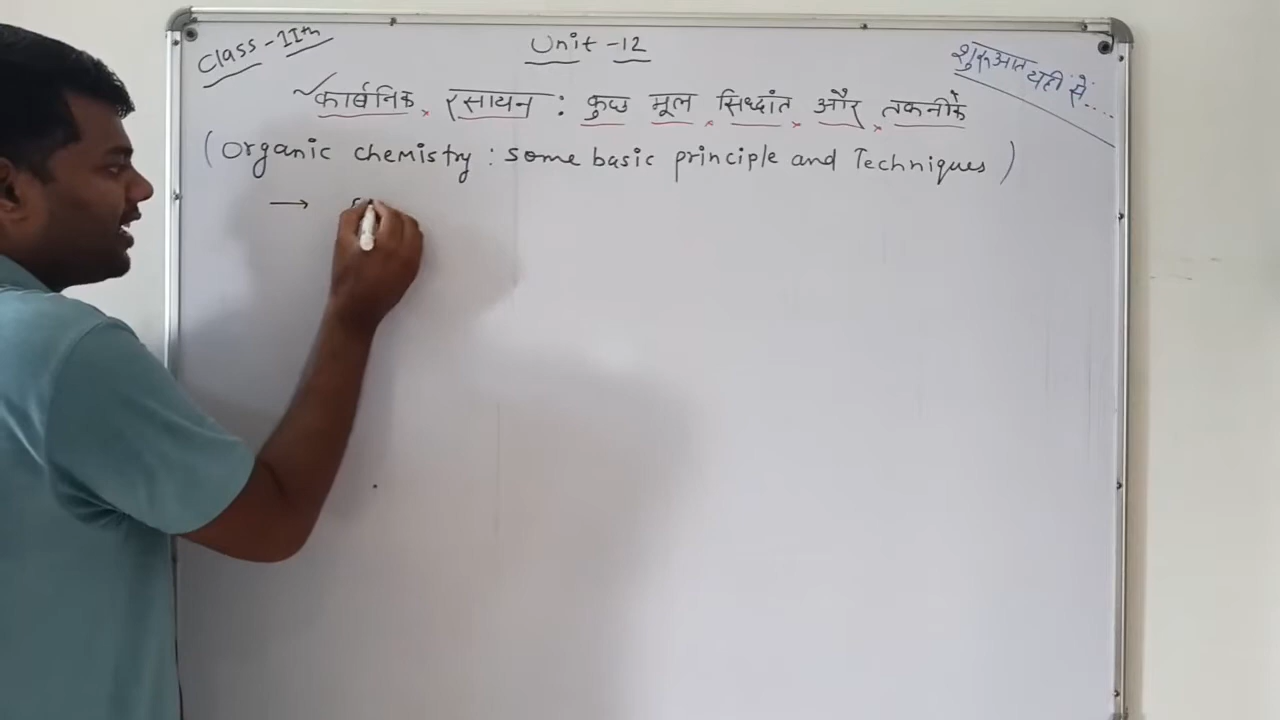 Class - 11th
Unit - 12
शुरुआत यहीं से....
कार्बनिक रसायन : कुछ मूल सिध्दांत और तकनीकें
(Organic chemistry : some basic principle and Techniques)
→